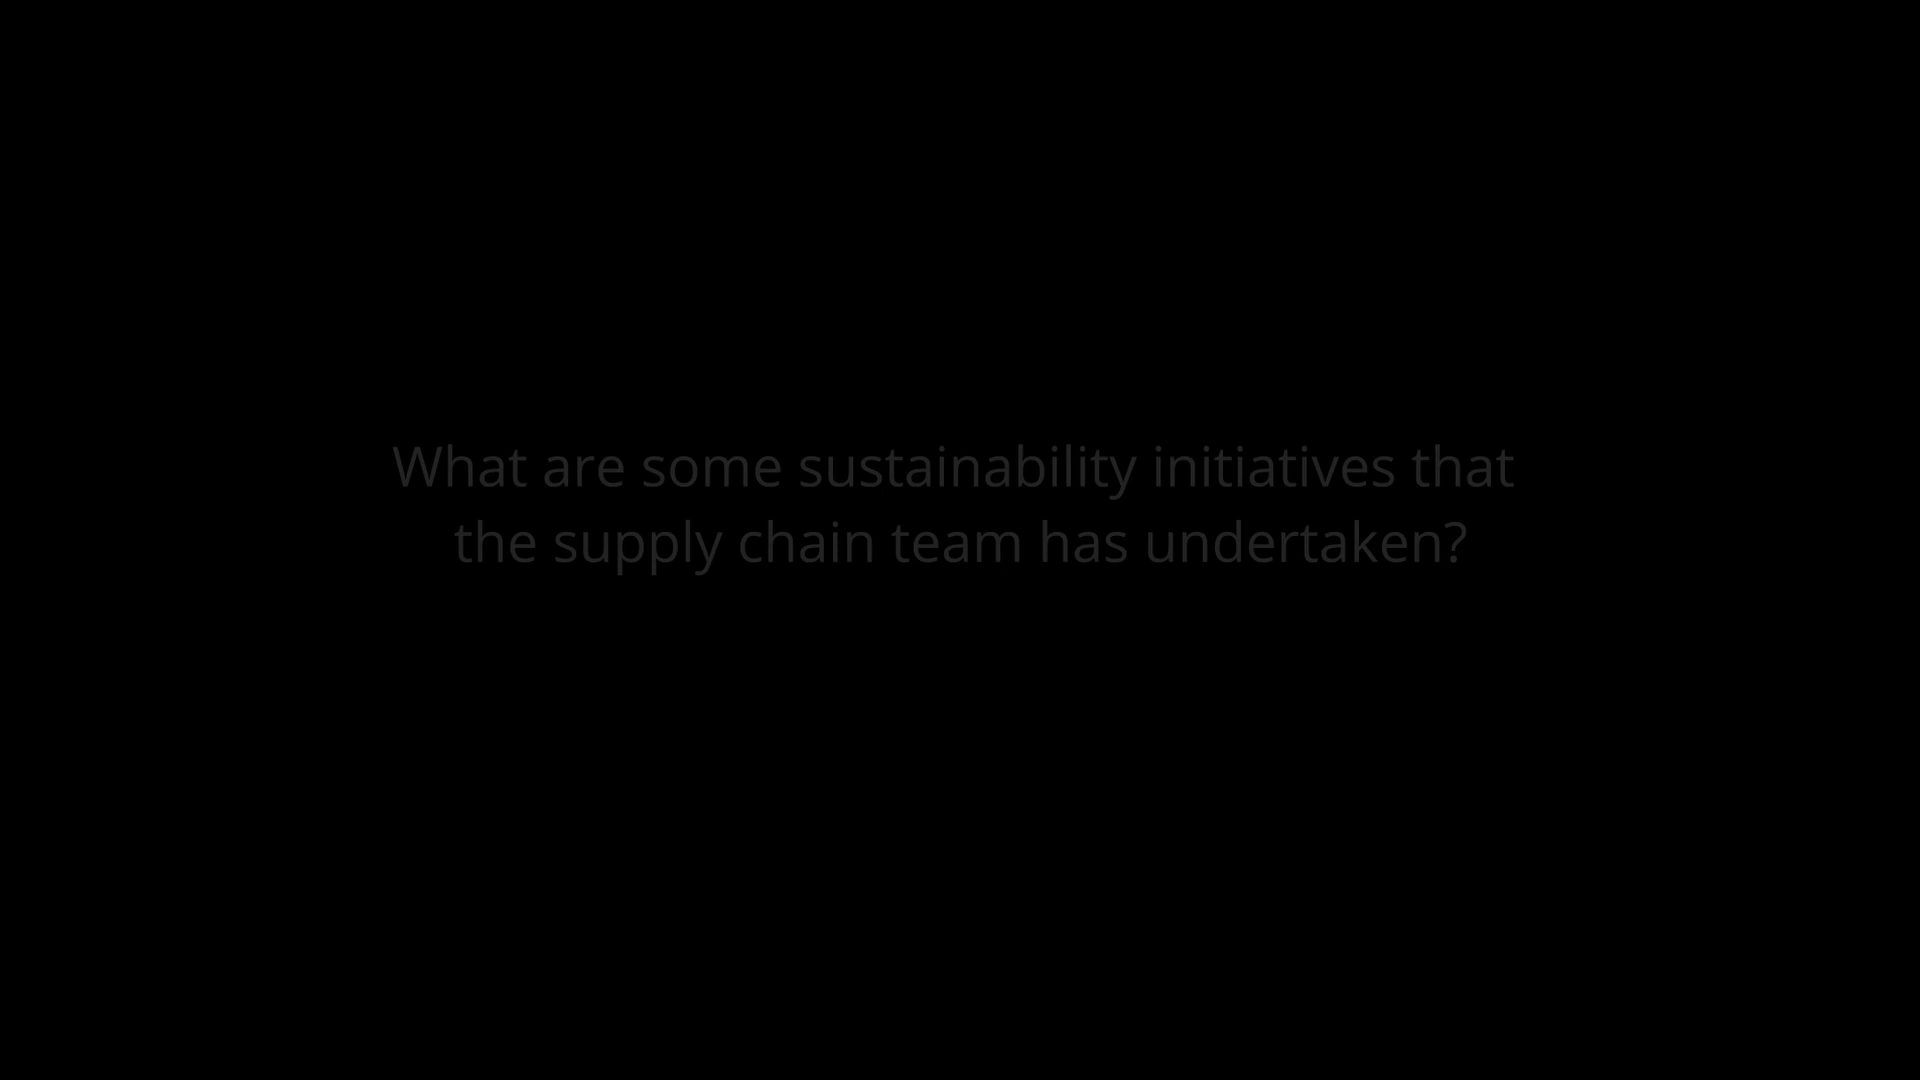 What are some sustainability initiatives that
the supply chain team has undertaken?